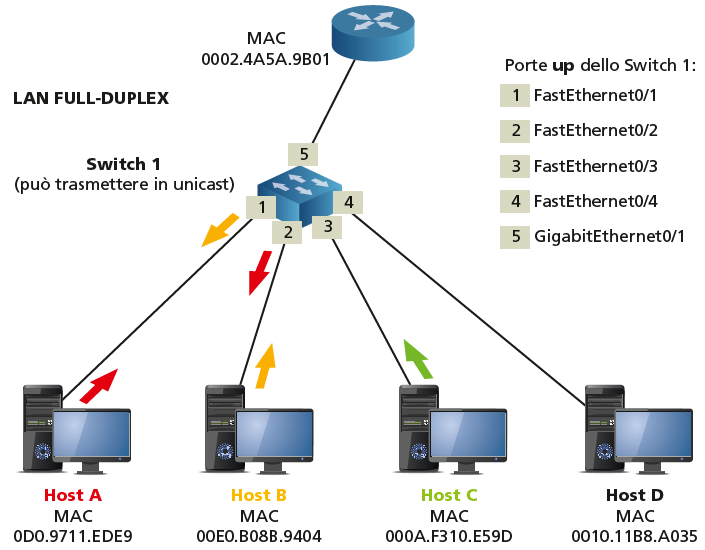 MAC
0002.4A5A.9B01
Porte up dello Switch 1:
LAN FULL-DUPLEX
1 FastEthernet0/1
2 FastEthernet0/2
3 FastEthernet0/3
4 FastEthernet0/4
5 GigabitEthernet0/1
5
Switch 1
(può trasmettere in unicast)
1
2
3
4
Host A
MAC
0D0.9711.EDE9
Host B
MAC
00E0.B08B.9404
Host C
MAC
000A.F310.E59D
Host D
MAC
0010.11B8.A035